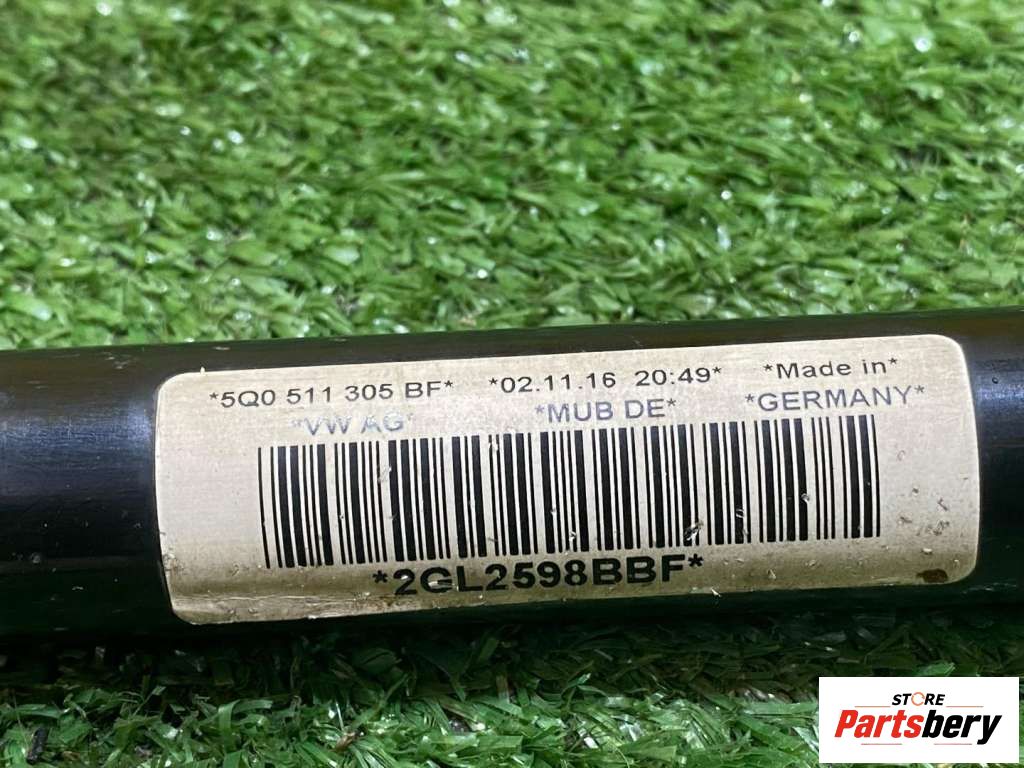 *5Q0 511 305 BF* *02.11.16 20:49* *Made in*
*VW AG* *MUB DE* *GERMANY*
*2GL2598BBF*
STORE
Partsbery